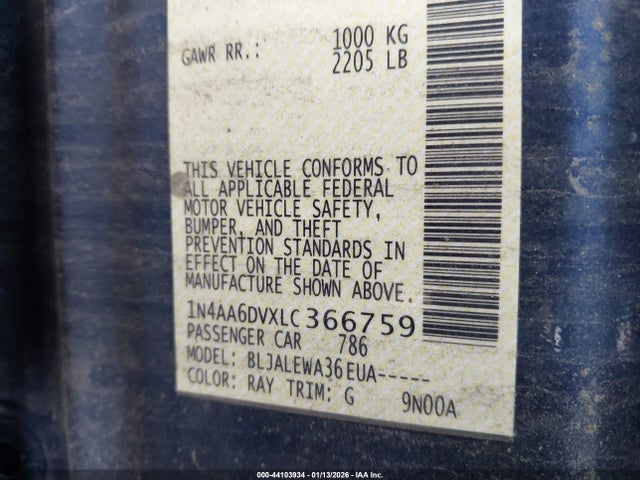 GAWR RR.: 1000 KG
2205 LB
THIS VEHICLE CONFORMS TO
ALL APPLICABLE FEDERAL
MOTOR VEHICLE SAFETY,
BUMPER, AND THEFT
PREVENTION STANDARDS IN
EFFECT ON THE DATE OF
MANUFACTURE SHOWN ABOVE.
1N4AA6DVXLC366759
PASSENGER CAR 786
MODEL: BLJALEWA36EUA-----
COLOR: RAY TRIM: G 9N00A
000-44103934 - 01/13/2026 - IAA Inc.